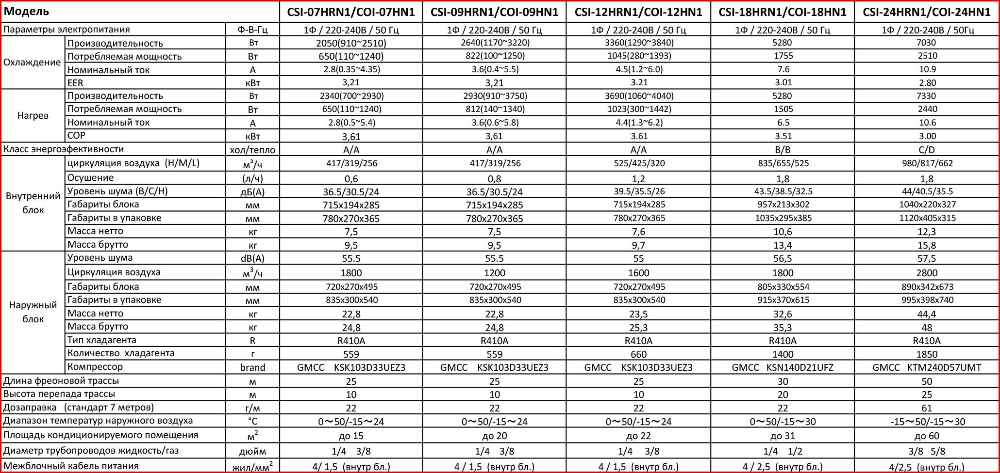 Модель CSI-07HRN1/COI-07HN1 CSI-09HRN1/COI-09HN1 CSI-12HRN1/COI-12HN1 CSI-18HRN1/COI-18HN1 CSI-24HRN1/COI-24HN1
Параметры электропитания Ф-В-Гц 1Ф / 220-240В / 50 Гц 1Ф / 220-240В / 50 Гц 1Ф / 220-240В / 50 Гц 1Ф / 220-240В / 50 Гц 1Ф / 220-240В / 50Гц
Охлаждение
Производительность Вт 2050(910~2510) 2640(1170~3220) 3360(1290~3840) 5280 7030
Потребляемая мощность Вт 650(110~1240) 822(100~1250) 1045(280~1393) 1755 2510
Номинальный ток А 2.8(0.35~4.35) 3.6(0.4~5.5) 4.5(1.2~6.0) 7.6 10.9
EER кВт 3,21 3,21 3.21 3.01 2.80
Нагрев
Производительность Вт 2340(700~2930) 2930(910~3750) 3690(1060~4040) 5280 7330
Потребляемая мощность Вт 650(110~1240) 812(140~1340) 1023(300~1442) 1505 2440
Номинальный ток А 2.8(0.5~5.4) 3.6(0.6~5.8) 4.4(1.3~6.2) 6.5 10.6
COP кВт 3,61 3,61 3.61 3.51 3.00
Класс энергоэфективности хол/тепло A/A A/A A/A B/B C/D
Внутренний
блок
циркуляция воздуха (H/M/L) м³/ч 417/319/256 417/319/256 525/425/320 835/655/525 980/817/662
Осушение (л/ч) 0,6 0,8 1,2 1,8 1,8
Уровень шума (В/С/Н) дБ(А) 36.5/30.5/24 36.5/30.5/24 39.5/35.5/26 43.5/38.5/32.5 44/40.5/35.5
Габариты блока мм 715x194x285 715x194x285 715x194x285 957x213x302 1040x220x327
Габариты в упаковке мм 780x270x365 780x270x365 780x270x365 1035x295x385 1120x405x315
Масса нетто кг 7,5 7,5 7,6 10,6 12,3
Масса брутто кг 9,5 9,5 9,7 13,4 15,8
Наружный
блок
Уровень шума dB(A) 55.5 55.5 55 56,5 57,5
Циркуляция воздуха м³/ч 1800 1200 1600 1800 2800
Габариты блока мм 720x270x495 720x270x495 720x270x495 805x330x554 890x342x673
Габариты в упаковке мм 835x300x540 835x300x540 835x300x540 915x370x615 995x398x740
Масса нетто кг 22,8 22,8 23,5 32,6 44,4
Масса брутто кг 24,8 24,8 25,3 35,3 48
Тип хладагента R R410A R410A R410A R410A R410A
Количество хладагента г 559 559 660 1400 1850
Компрессор brand GMCC KSK103D33UEZ3 GMCC KSK103D33UEZ3 GMCC KSK103D33UEZ3 GMCC KSN140D21UFZ GMCC KTM240D57UMT
Длина фреоновой трассы м 25 25 25 30 50
Высота перепада трассы м 10 10 10 20 25
Дозаправка (стандарт 7 метров) г/м 22 22 22 22 61
Диапазон температур наружного воздуха °C 0～50/-15～24 0～50/-15～24 0～50/-15～24 0～50/-15～30 -15～50/-15～30
Площадь кондиционируемого помещения м² до 15 до 20 до 22 до 31 до 60
Диаметр трубопроводов жидкость/газ дюйм 1/4 3/8 1/4 3/8 1/4 3/8 1/4 1/2 3/8 5/8
Межблочный кабель питания жил/мм² 4/ 1,5 (внутр бл.) 4 / 1,5 (внутр бл.) 4 / 1,5 (внутр бл.) 4 / 2,5 (внутр бл.) 4/2,5 (внутр бл.)